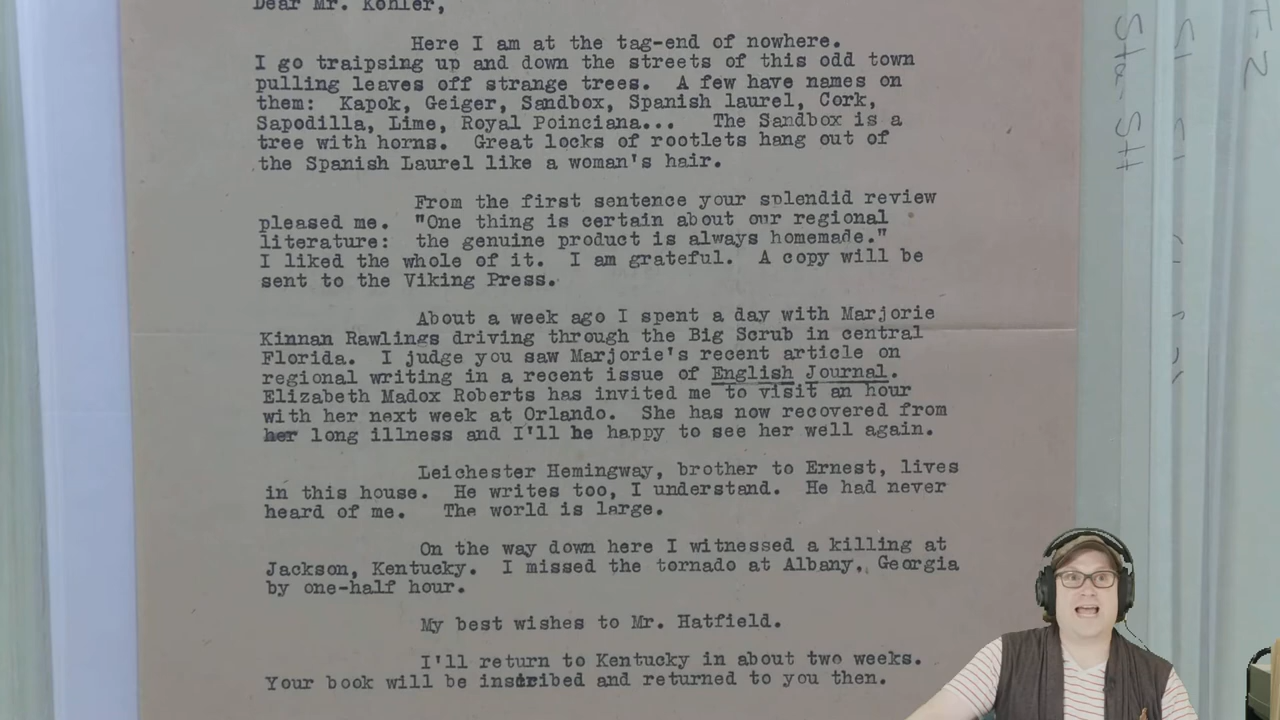 Dear Mr. Kohler,
Here I am at the tag-end of nowhere.
I go traipsing up and down the streets of this odd town
pulling leaves off strange trees. A few have names on
them: Kapok, Geiger, Sandbox, Spanish laurel, Cork,
Sapodilla, Lime, Royal Poinciana... The Sandbox is a
tree with horns. Great locks of rootlets hang out of
the Spanish Laurel like a woman's hair.
From the first sentence your splendid review
pleased me. "One thing is certain about our regional
literature: the genuine product is always homemade."
I liked the whole of it. I am grateful. A copy will be
sent to the Viking Press.
About a week ago I spent a day with Marjorie
Kinnan Rawlings driving through the Big Scrub in central
Florida. I judge you saw Marjorie's recent article on
regional writing in a recent issue of English Journal.
Elizabeth Madox Roberts has invited me to visit an hour
with her next week at Orlando. She has now recovered from
her long illness and I'll be happy to see her well again.
Leichester Hemingway, brother to Ernest, lives
in this house. He writes too, I understand. He had never
heard of me. The world is large.
On the way down here I witnessed a killing at
Jackson, Kentucky. I missed the tornado at Albany, Georgia
by one-half hour.
My best wishes to Mr. Hatfield.
I'll return to Kentucky in about two weeks.
Your book will be inscribed and returned to you then.